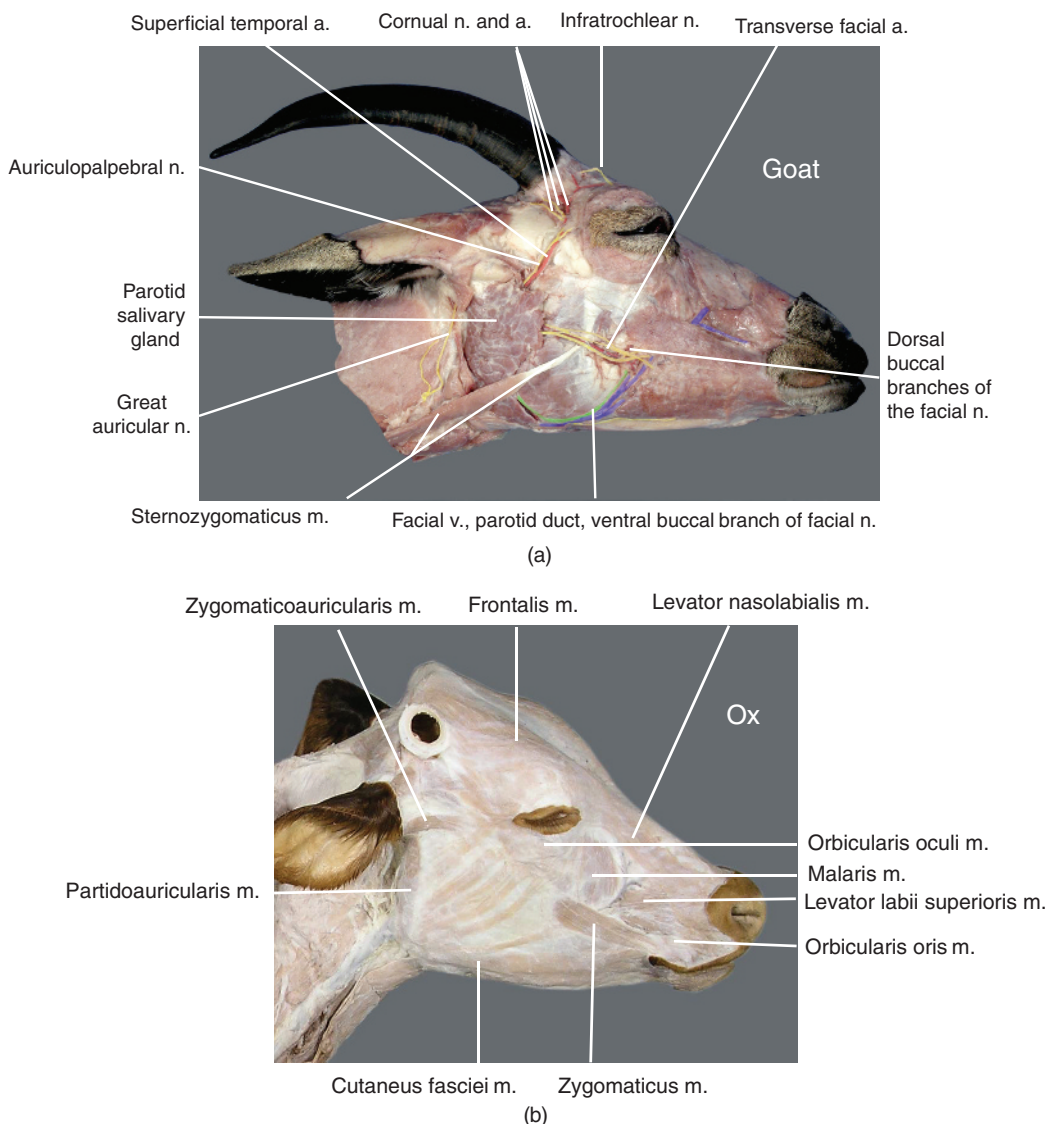 Superficial temporal a.
Cornual n. and a.
Infratrochlear n.
Transverse facial a.
Auriculopalpebral n.
Goat
Parotid
salivary
gland
Great
auricular n.
Dorsal
buccal
branches of
the facial n.
Sternozygomaticus m.
Facial v., parotid duct, ventral buccal branch of facial n.
(a)
Zygomaticoauricularis m.
Frontalis m.
Levator nasolabialis m.
Ox
Partidoauricularis m.
Orbicularis oculi m.
Malaris m.
Levator labii superioris m.
Orbicularis oris m.
Cutaneus fasciei m.
Zygomaticus m.
(b)